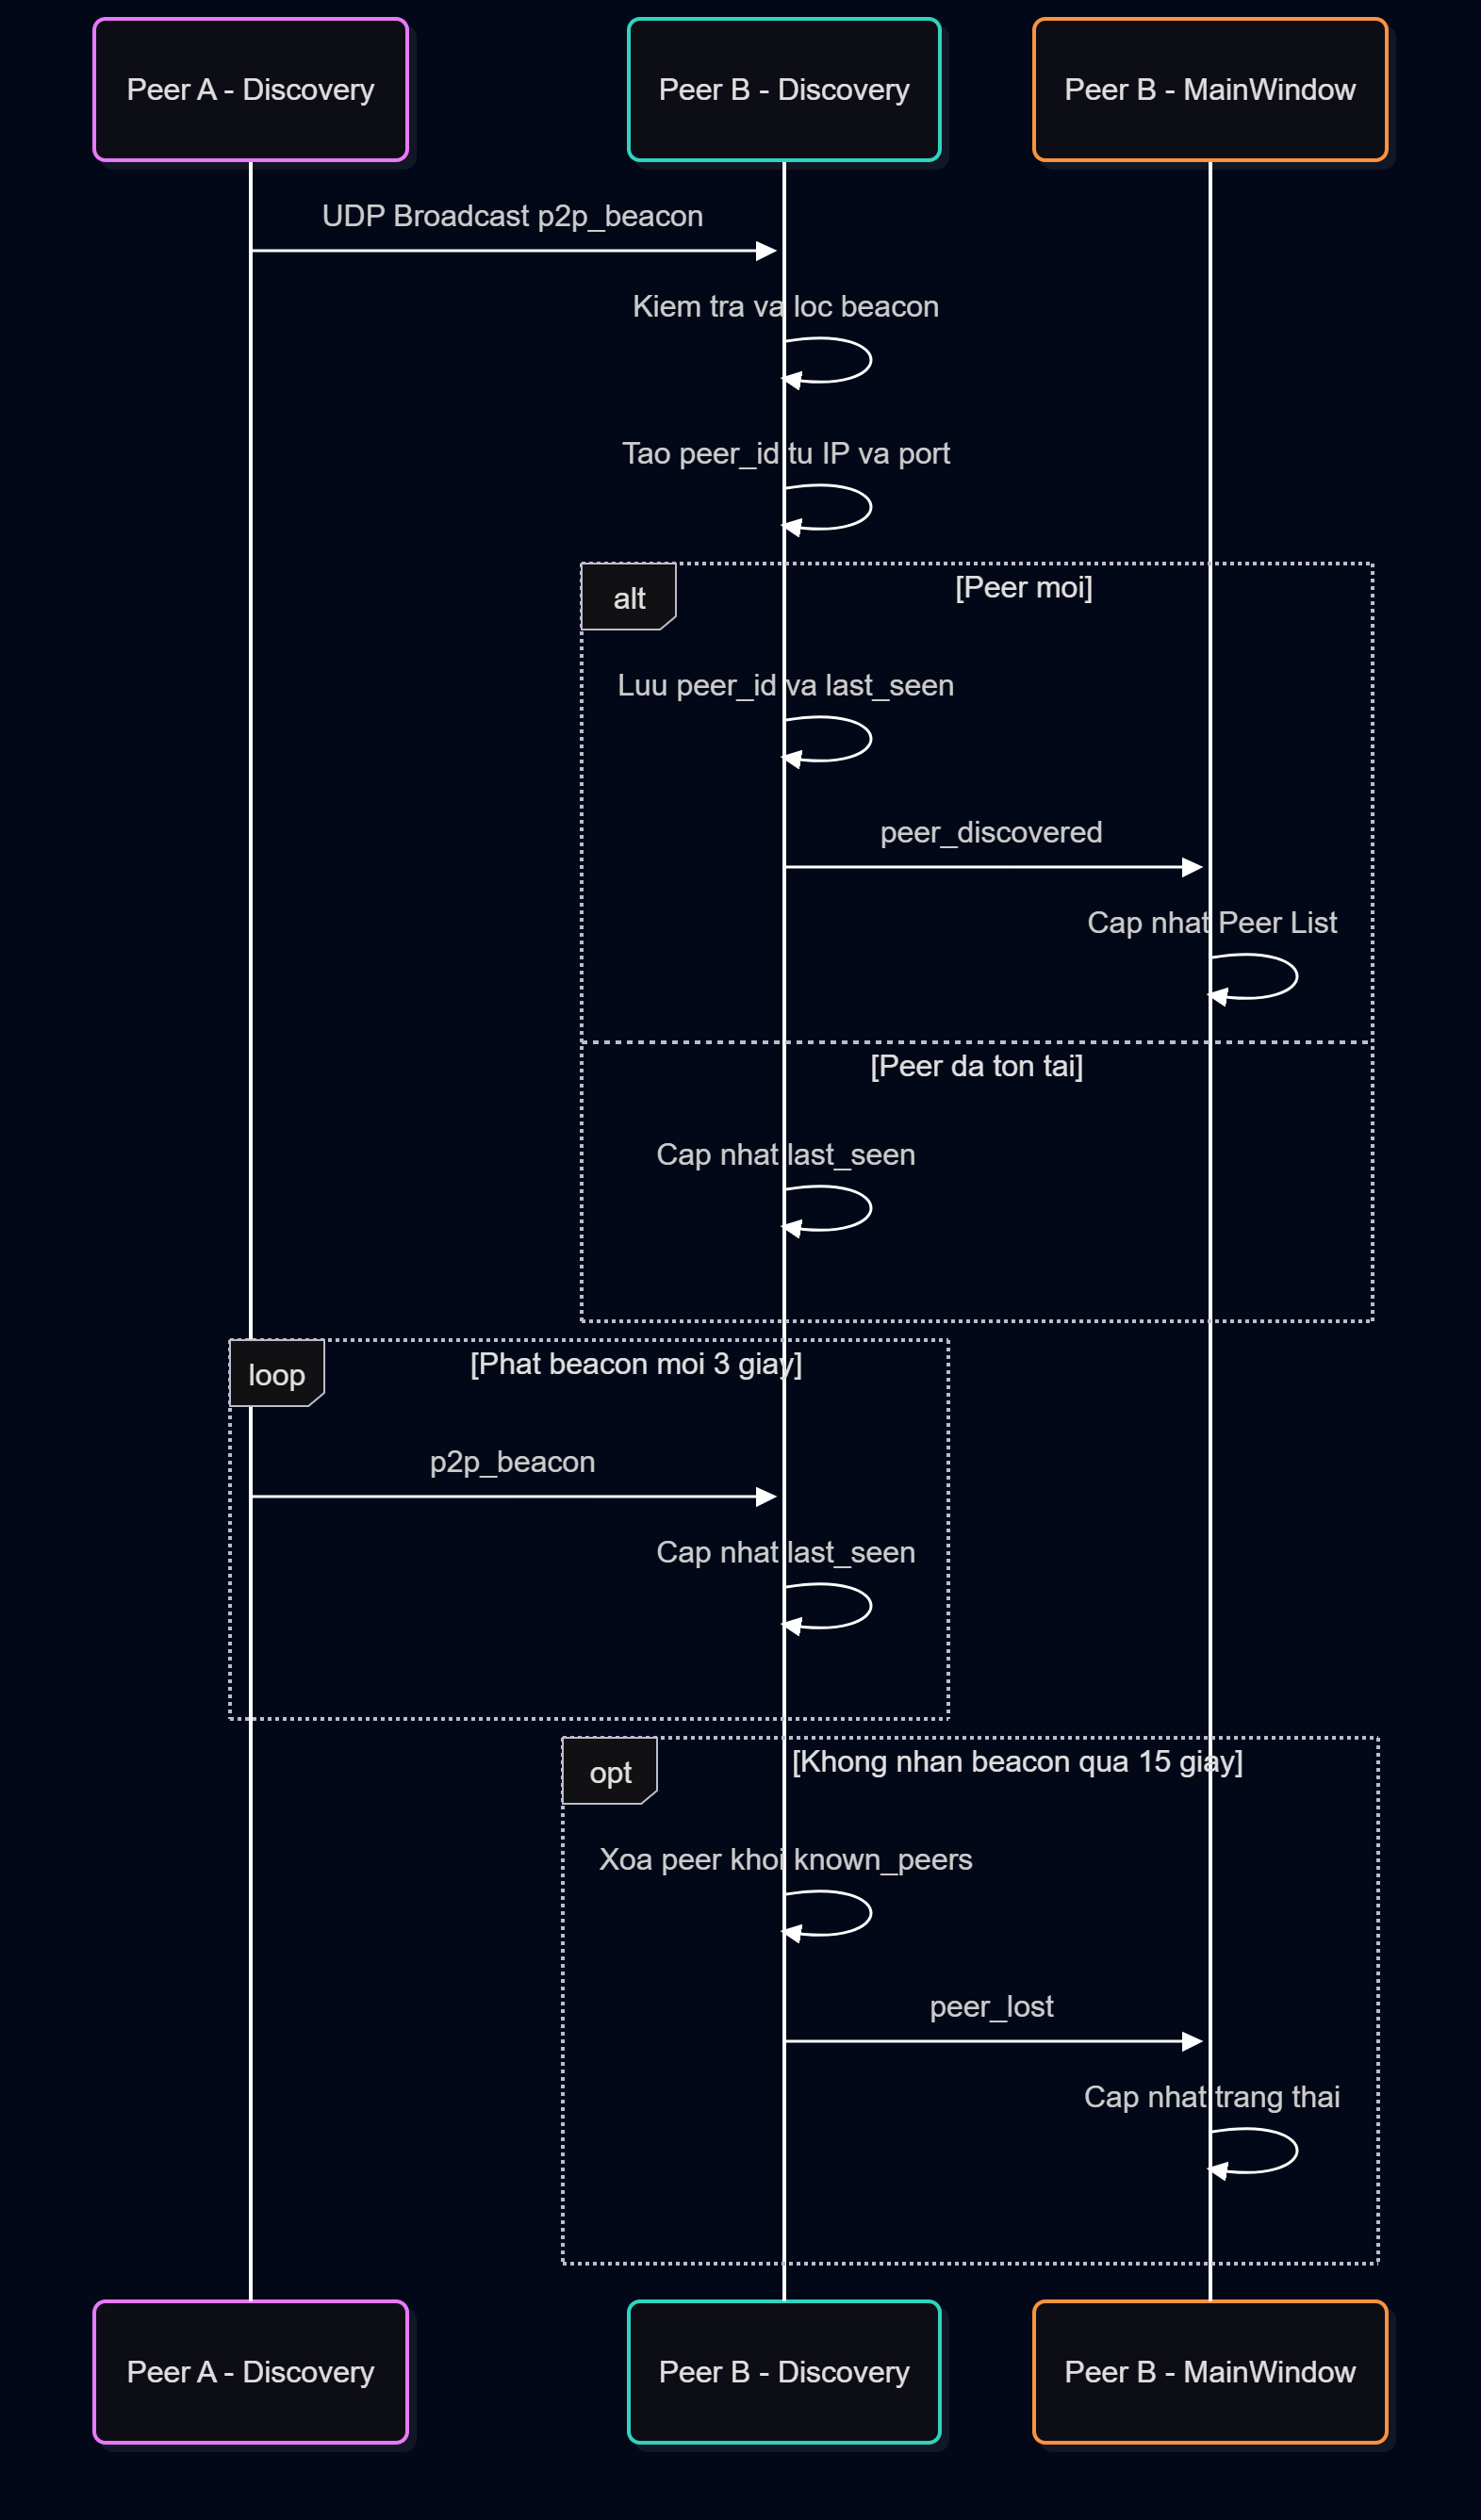 Peer A - Discovery
Peer B - Discovery
Peer B - MainWindow
UDP Broadcast p2p_beacon
Kiem tra va loc beacon
Tao peer_id tu IP va port
alt
[Peer moi]
Luu peer_id va last_seen
peer_discovered
Cap nhat Peer List
[Peer da ton tai]
Cap nhat last_seen
loop
[Phat beacon moi 3 giay]
p2p_beacon
Cap nhat last_seen
opt
[Khong nhan beacon qua 15 giay]
Xoa peer khoi known_peers
peer_lost
Cap nhat trang thai
Peer A - Discovery
Peer B - Discovery
Peer B - MainWindow